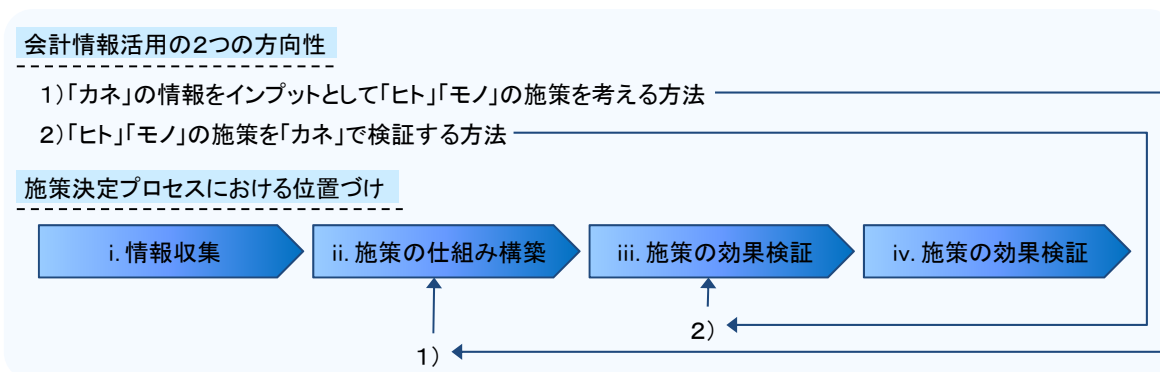 会計情報活用の2つの方向性
1)「カネ」の情報をインプットとして「ヒト」「モノ」の施策を考える方法
2)「ヒト」「モノ」の施策を「カネ」で検証する方法
施策決定プロセスにおける位置づけ
i. 情報収集
ii. 施策の仕組み構築
iii. 施策の効果検証
iv. 施策の効果検証
2)
1)